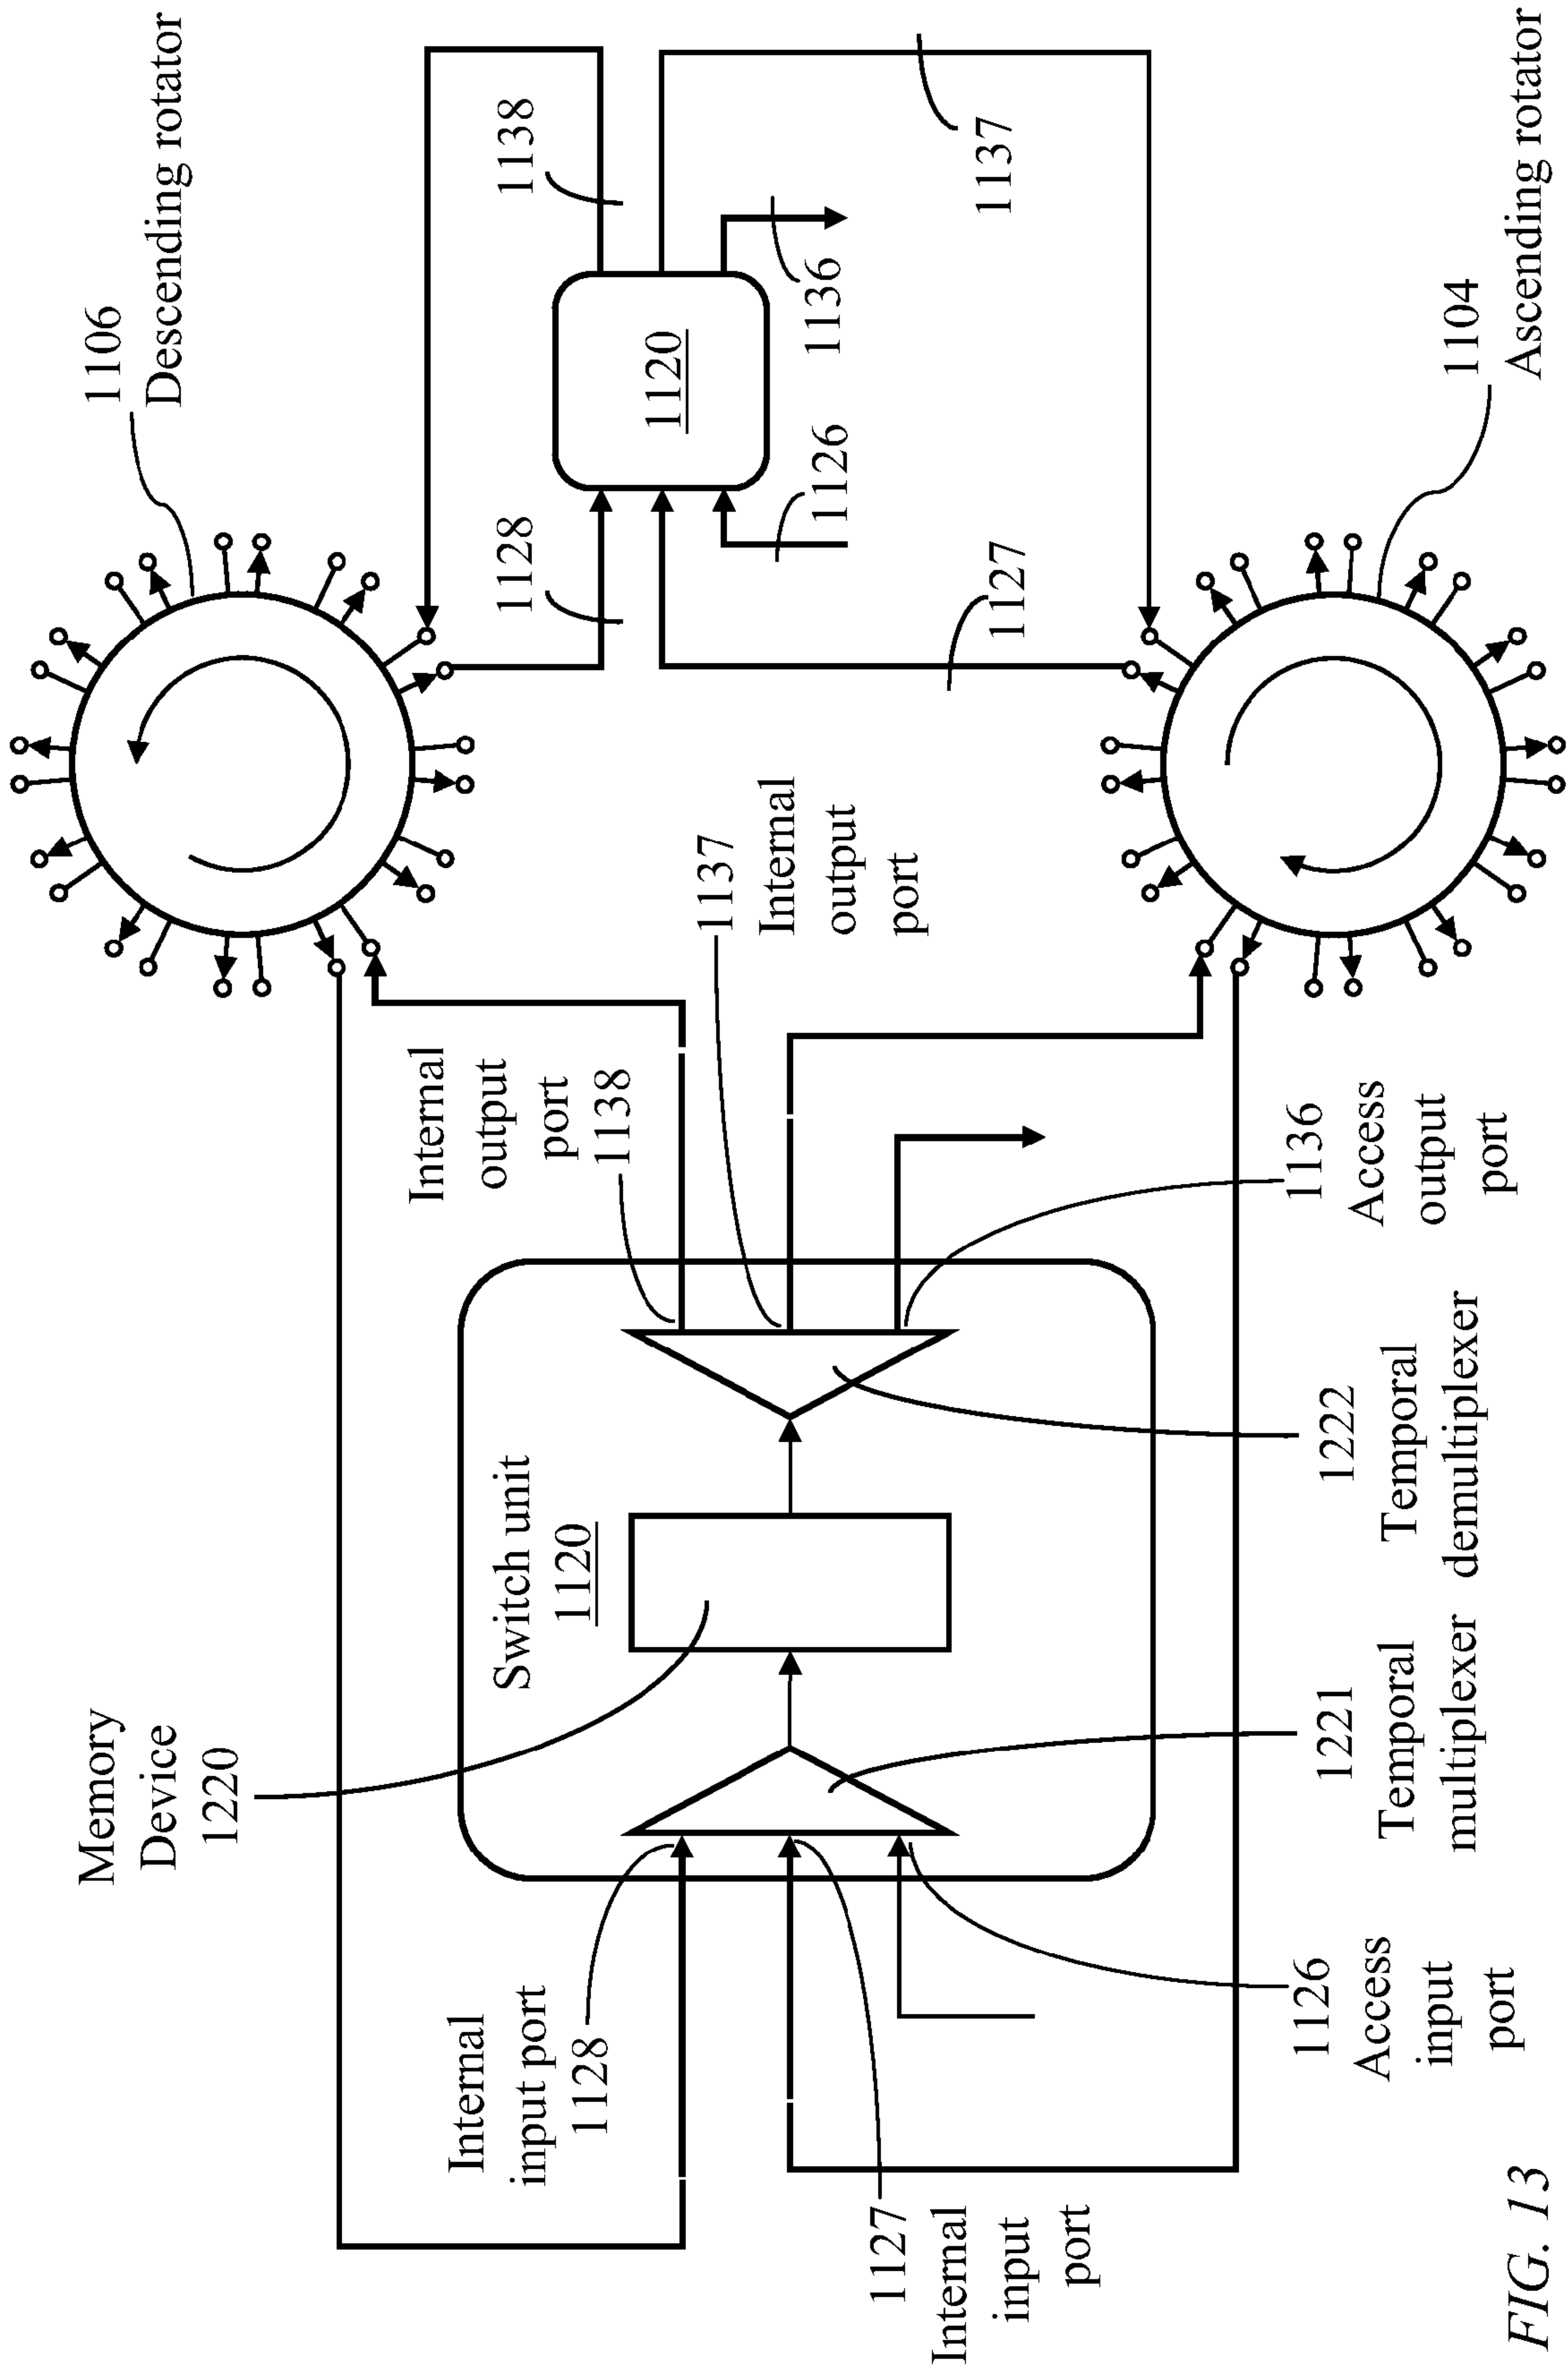 1106
Descending rotator
Memory
Device
1220
Internal
input port
1128
Switch unit
1120
Internal
output
port
1138
1137
Internal
output
port
1128
1138
1120
1126
1136
1127
1137
1127
Internal
input
port
1126
Access
input
port
1221
Temporal
multiplexer
1222
Temporal
demultiplexer
1136
Access
output
port
1104
Ascending rotator
FIG. 13